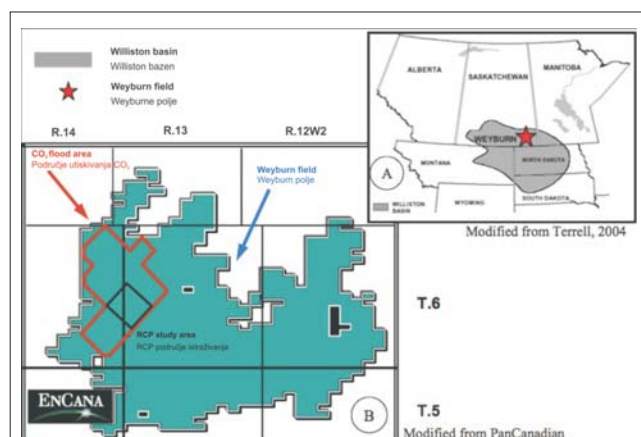 Williston basin
Williston bazen
Weyburn field
Weyburne polje
R.14
R.13
R.12W2
CO₂ flood area
Područje utiskivanja CO₂
Weyburn field
Weyburn polje
RCP study area
RCP područje istraživanja
ENCANA
B
ALBERTA
SASKATCHEWAN
MANITOBA
WEYBURN
MONTANA
NORTH DAKOTA
SOUTH DAKOTA
WYOMING
A
WILLISTON
BASIN
Modified from Terrell, 2004
T.6
T.5
Modified from PanCanadian